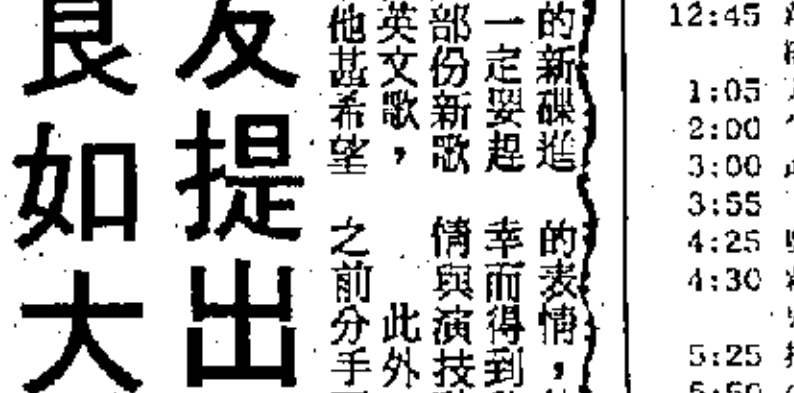 友提出
良如大
的新碟進
一定要趕
部份新歌
英文歌，
他甚希望
的表情，
幸而得到
情與演技
此外
之前分手
12:45
1:05
2:00
3:00
3:55
4:25
4:30
5:25
5:50